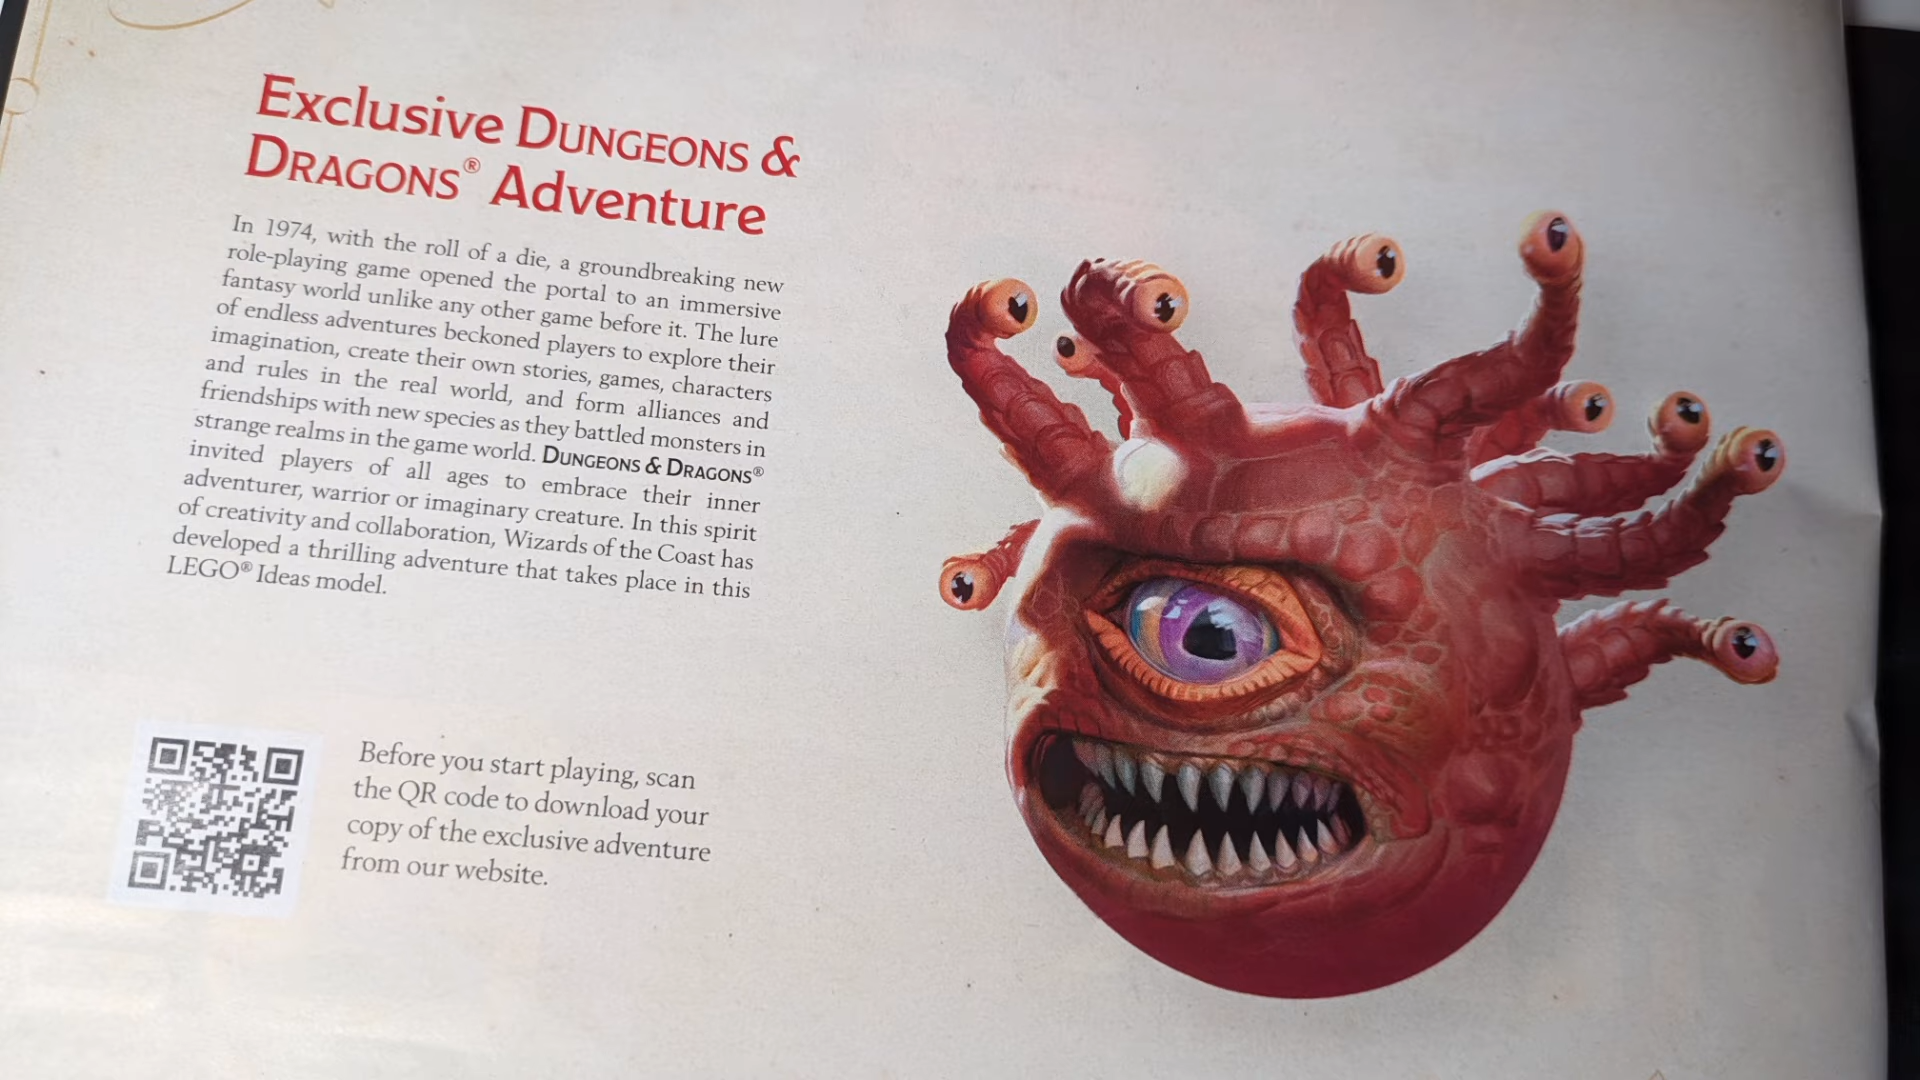 Exclusive DUNGEONS &
DRAGONS® Adventure
In 1974, with the roll of a die, a groundbreaking new
role-playing game opened the portal to an immersive
fantasy world unlike any other game before it. The lure
of endless adventures beckoned players to explore their
imagination, create their own stories, games, characters
and rules in the real world, and form alliances and
friendships with new species as they battled monsters in
strange realms in the game world. DUNGEONS & DRAGONS®
invited players of all ages to embrace their inner
adventurer, warrior or imaginary creature. In this spirit
of creativity and collaboration, Wizards of the Coast has
developed a thrilling adventure that takes place in this
LEGO® Ideas model.
Before you start playing, scan
the QR code to download your
copy of the exclusive adventure
from our website.